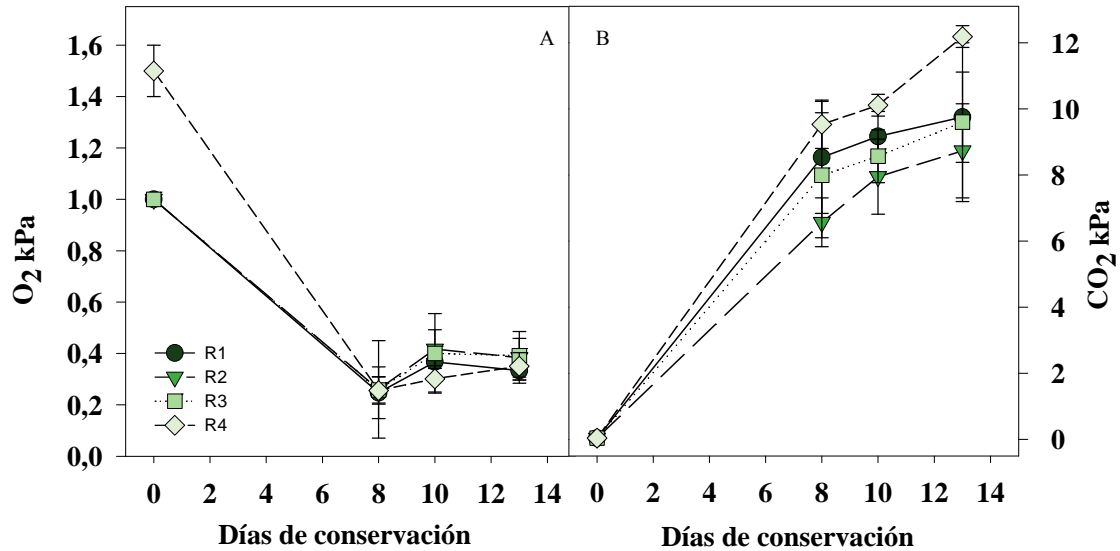 A
B
O2 kPa
1,6
1,4
1,2
1,0
0,8
0,6
0,4
0,2
0,0
R1
R2
R3
R4
0 2 4 6 8 10 12 14
Días de conservación
12
10
8
6
4
2
0
CO2 kPa
0 2 4 6 8 10 12 14
Días de conservación